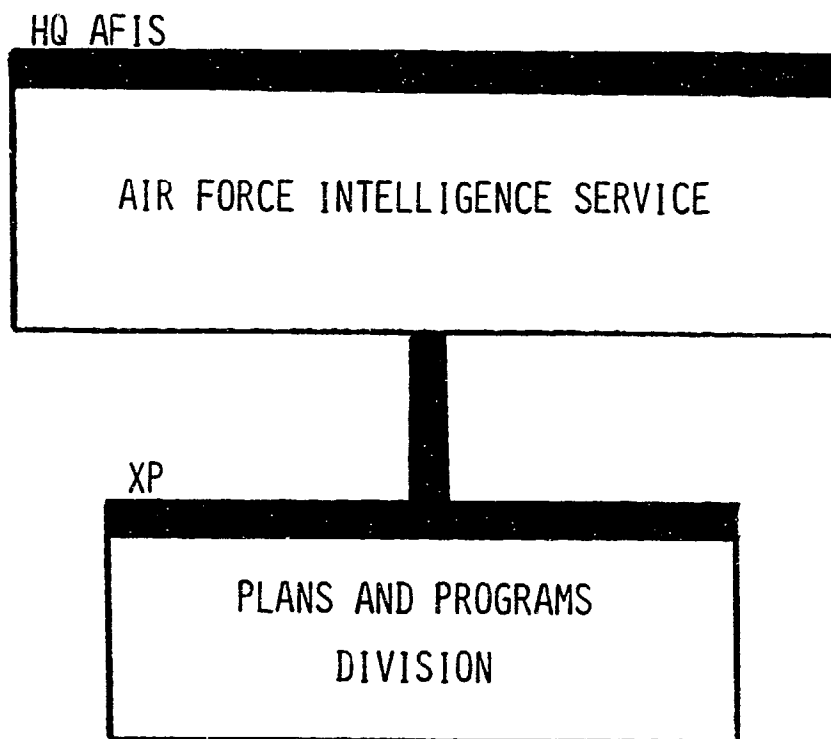 HQ AFIS
AIR FORCE INTELLIGENCE SERVICE
XP
PLANS AND PROGRAMS
DIVISION